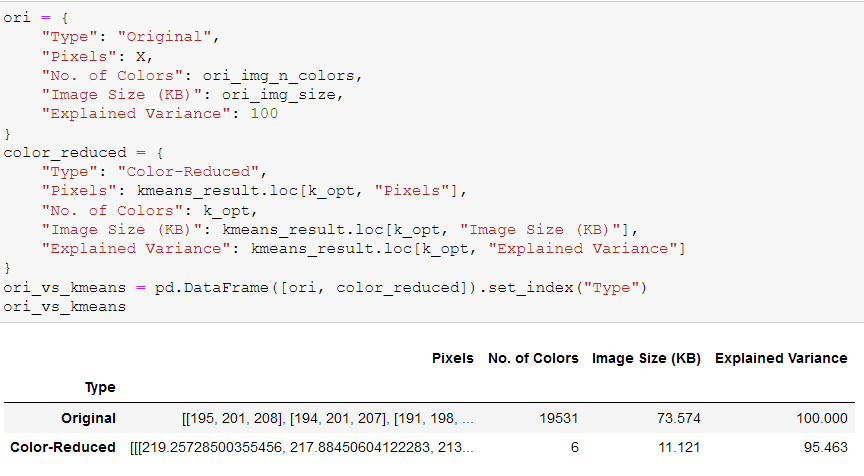 ori = {
    "Type": "Original",
    "Pixels": X,
    "No. of Colors": ori_img_n_colors,
    "Image Size (KB)": ori_img_size,
    "Explained Variance": 100
}
color_reduced = {
    "Type": "Color-Reduced",
    "Pixels": kmeans_result.loc[k_opt, "Pixels"],
    "No. of Colors": k_opt,
    "Image Size (KB)": kmeans_result.loc[k_opt, "Image Size (KB)"],
    "Explained Variance": kmeans_result.loc[k_opt, "Explained Variance"]
}
ori_vs_kmeans = pd.DataFrame([ori, color_reduced]).set_index("Type")
ori_vs_kmeans
Pixels No. of Colors Image Size (KB) Explained Variance
Type
Original [[195, 201, 208], [194, 201, 207], [191, 198, ... 19531 73.574 100.000
Color-Reduced [[[219.25728500355456, 217.88450604122283, 213... 6 11.121 95.463